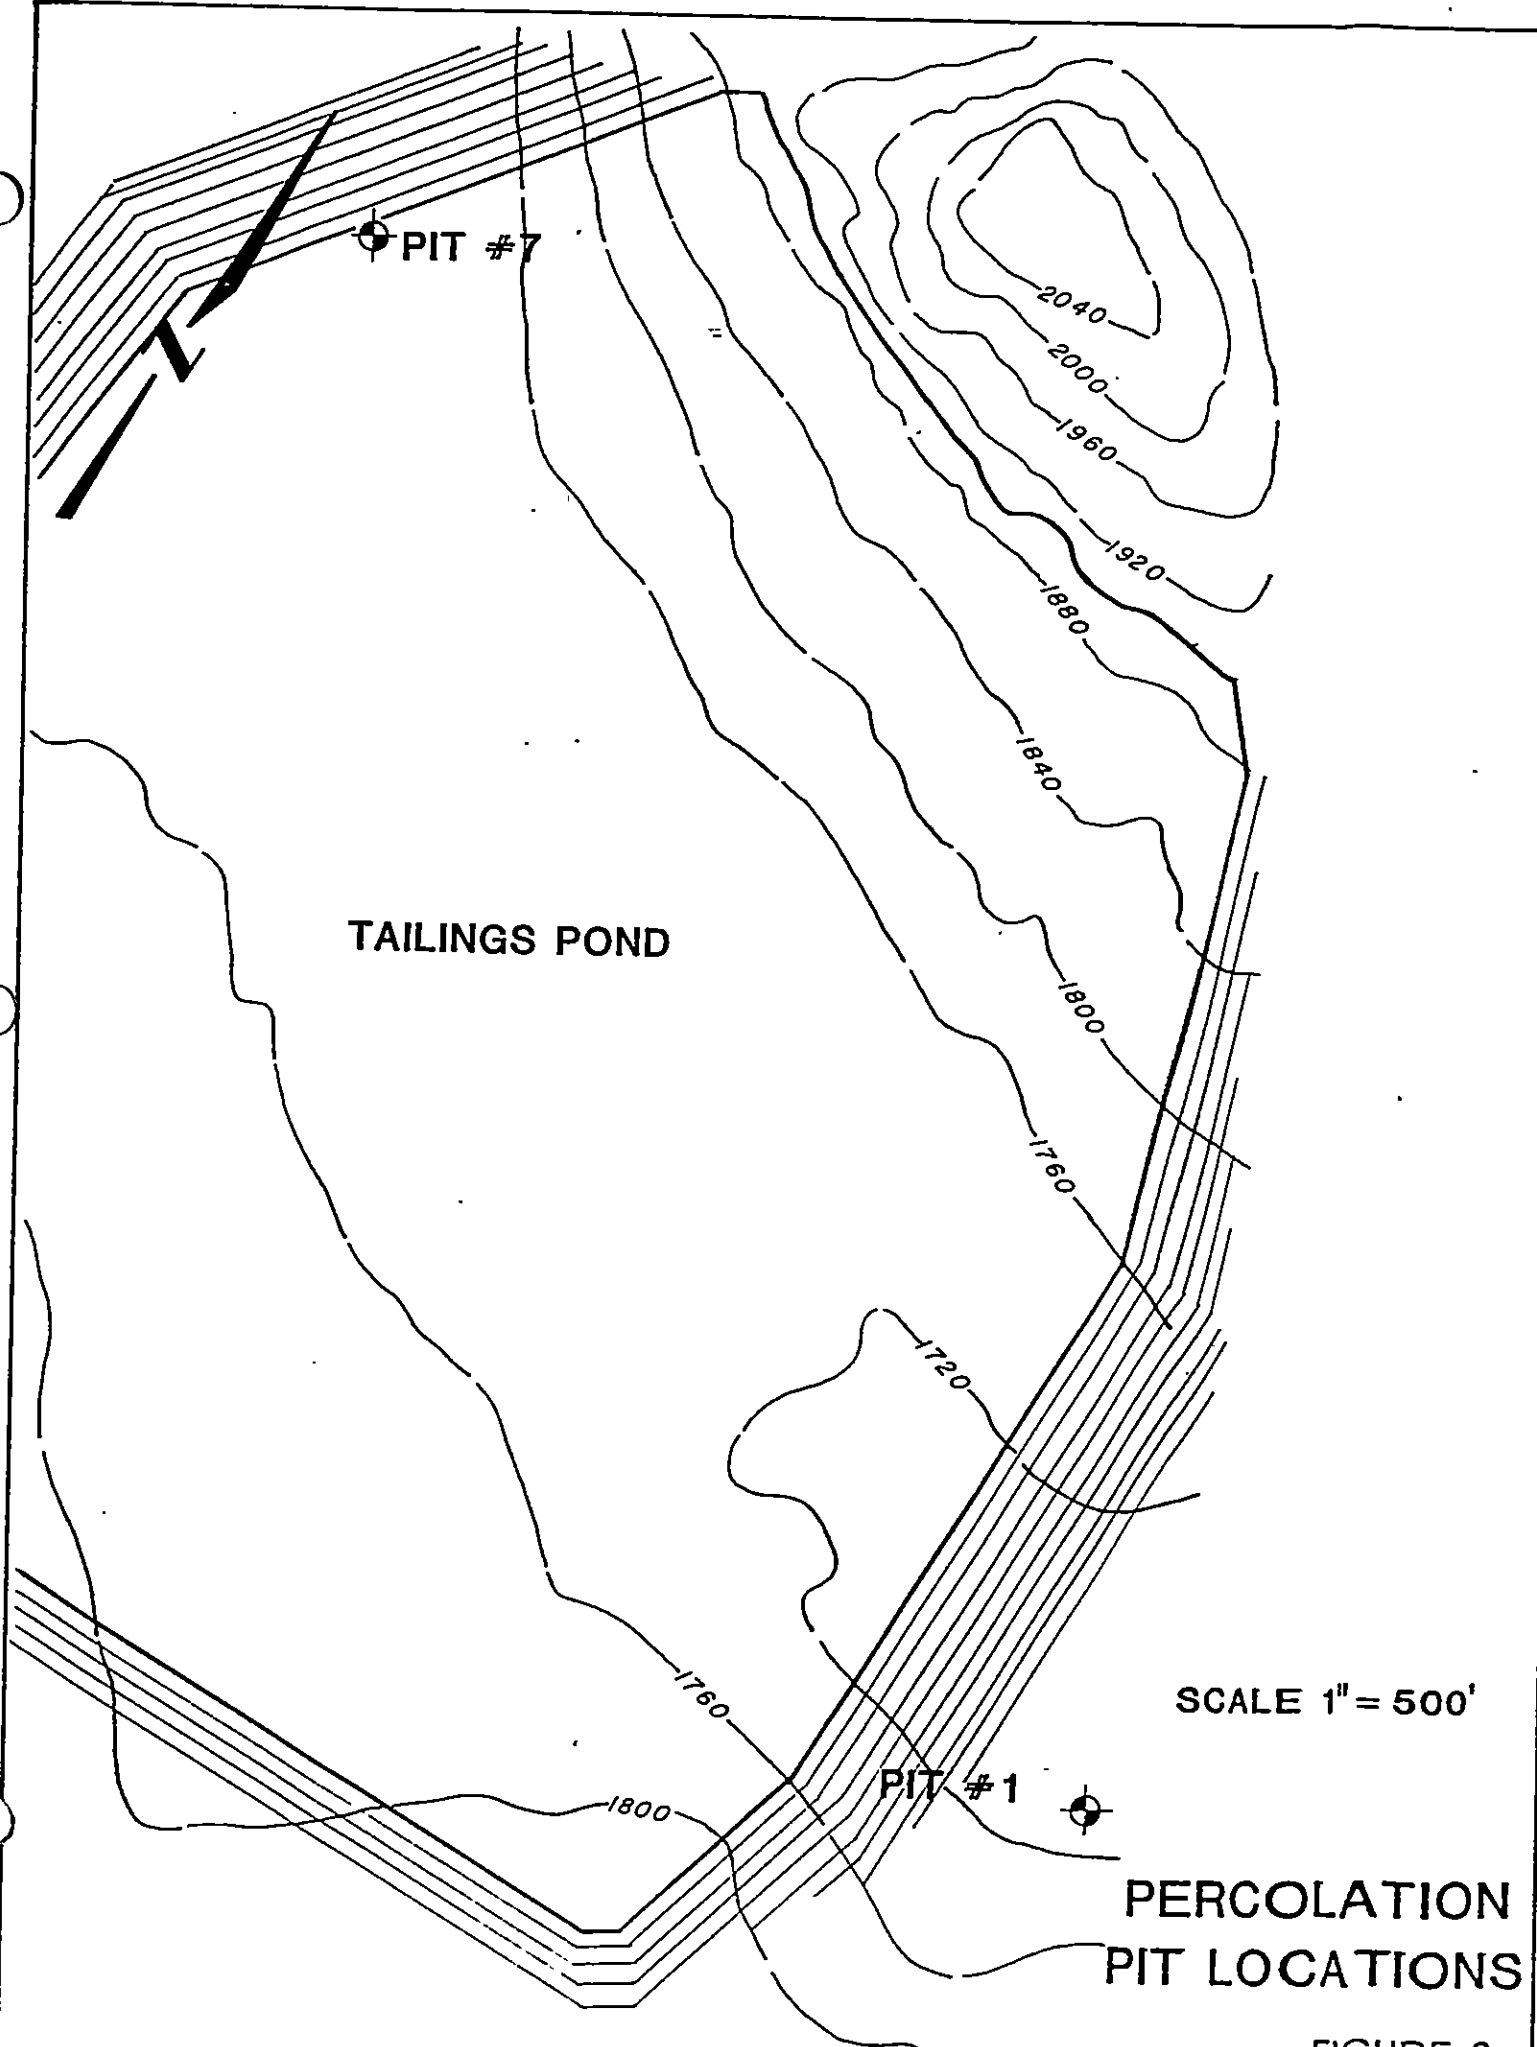 N
PIT #7
2040
2000
1960
1920
1880
1840
TAILINGS POND
1800
1760
1720
1760
SCALE 1" = 500'
PIT #1
1800
PERCOLATION
PIT LOCATIONS